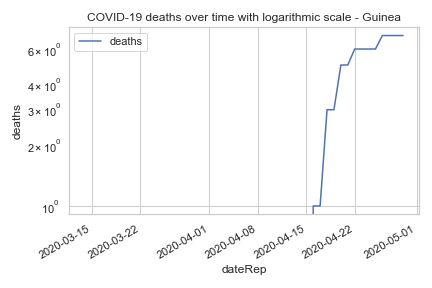 COVID-19 deaths over time with logarithmic scale - Guinea
deaths
6 × 10⁰
4 × 10⁰
3 × 10⁰
2 × 10⁰
10⁰
deaths
2020-03-15
2020-03-22
2020-04-01
2020-04-08
2020-04-15
2020-04-22
2020-05-01
dateRep